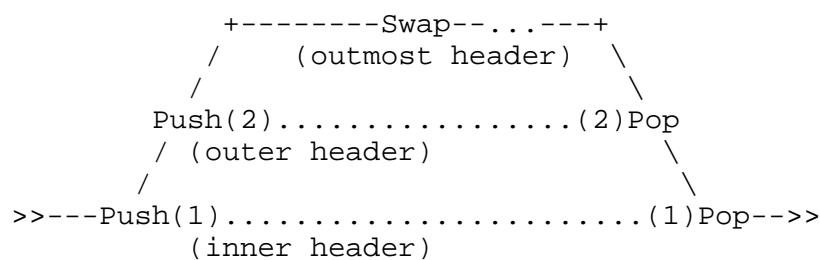 +--------Swap--...---+
/ (outmost header) \
/ \
Push(2).................(2)Pop
/ (outer header) \
/ \
>>---Push(1)........................(1)Pop-->>
(inner header)